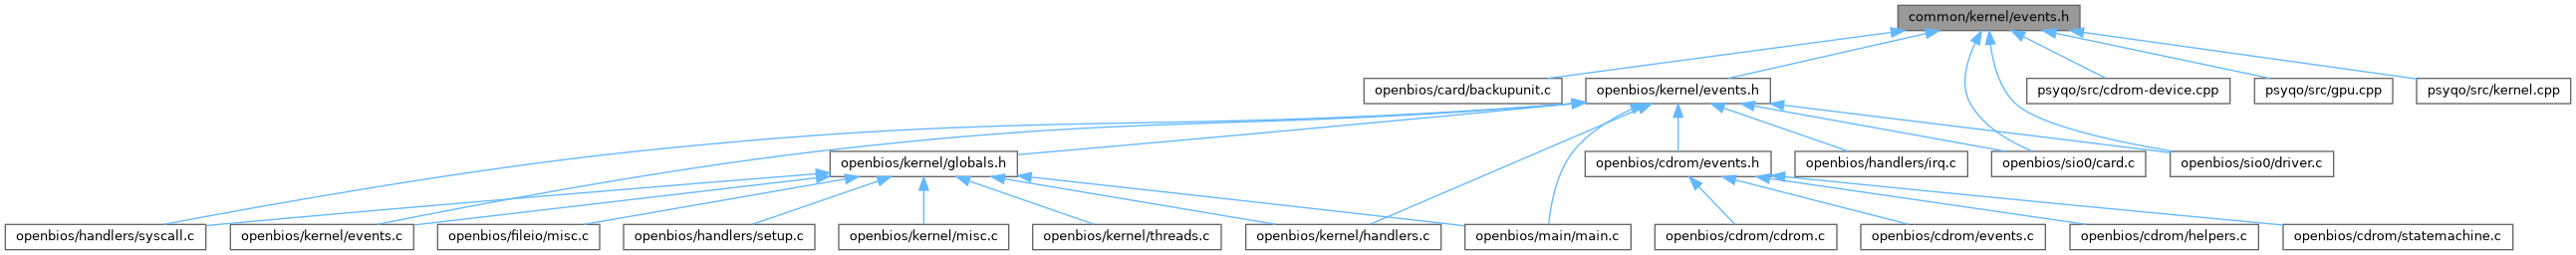 common/kernel/events.h
openbios/card/backupunit.c
openbios/kernel/events.h
psyqo/src/cdrom-device.cpp
psyqo/src/gpu.cpp
psyqo/src/kernel.cpp
openbios/kernel/globals.h
openbios/cdrom/events.h
openbios/handlers/irq.c
openbios/sio0/card.c
openbios/sio0/driver.c
openbios/handlers/syscall.c
openbios/kernel/events.c
openbios/fileio/misc.c
openbios/handlers/setup.c
openbios/kernel/misc.c
openbios/kernel/threads.c
openbios/kernel/handlers.c
openbios/main/main.c
openbios/cdrom/cdrom.c
openbios/cdrom/events.c
openbios/cdrom/helpers.c
openbios/cdrom/statemachine.c